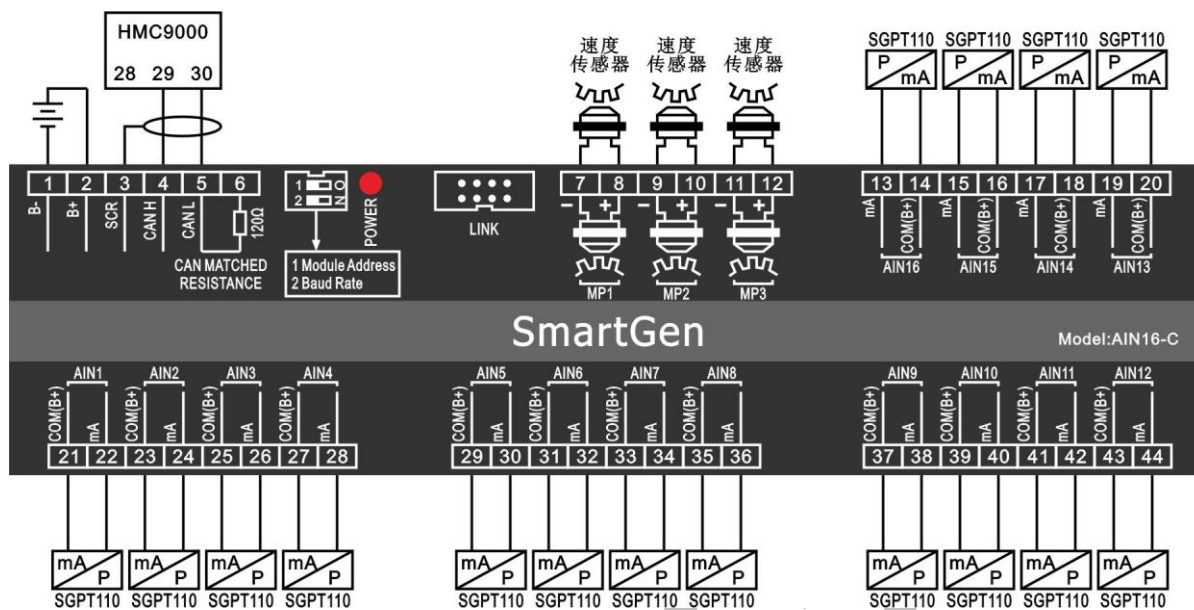 HMC9000
28 29 30
速度 速度 速度
传感器 传感器 传感器
SGPT110 SGPT110 SGPT110 SGPT110
P mA P mA P mA P mA
1 2 3 4 5 6
B- B+ SCR CAN H CAN L 120Ω
CAN MATCHED
RESISTANCE
1 O
2 N
POWER
1 Module Address
2 Baud Rate
LINK
7 8 9 10 11 12
− + − + − +
MP1 MP2 MP3
13 14 15 16 17 18 19 20
mA COM(B+) mA COM(B+) mA COM(B+) mA COM(B+)
AIN16 AIN15 AIN14 AIN13
SmartGen
Model:AIN16-C
AIN1 AIN2 AIN3 AIN4
COM(B+) mA COM(B+) mA COM(B+) mA COM(B+) mA
21 22 23 24 25 26 27 28
mA P mA P mA P mA P
SGPT110 SGPT110 SGPT110 SGPT110
AIN5 AIN6 AIN7 AIN8
COM(B+) mA COM(B+) mA COM(B+) mA COM(B+) mA
29 30 31 32 33 34 35 36
mA P mA P mA P mA P
SGPT110 SGPT110 SGPT110 SGPT110
AIN9 AIN10 AIN11 AIN12
COM(B+) mA COM(B+) mA COM(B+) mA COM(B+) mA
37 38 39 40 41 42 43 44
mA P mA P mA P mA P
SGPT110 SGPT110 SGPT110 SGPT110